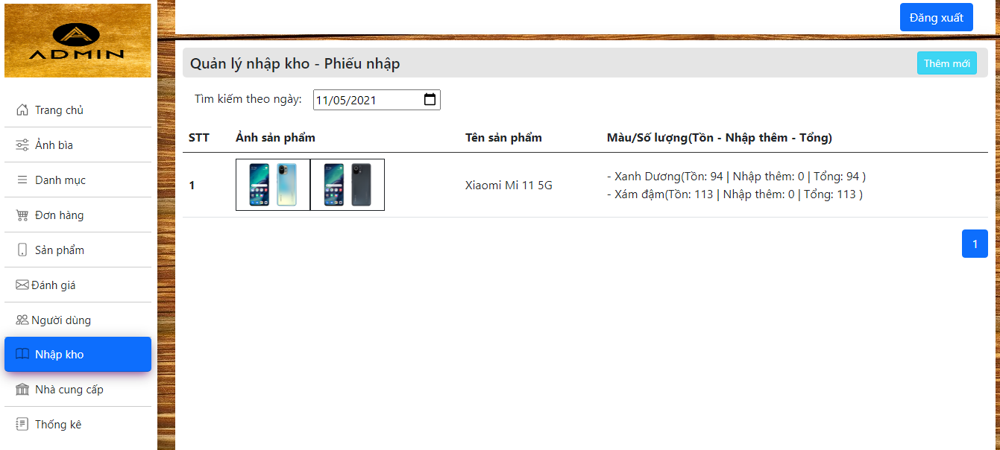 ADMIN
Đăng xuất
Quản lý nhập kho - Phiếu nhập
Thêm mới
Tìm kiếm theo ngày: 11/05/2021
STT Ảnh sản phẩm Tên sản phẩm Màu/Số lượng(Tồn - Nhập thêm - Tổng)
1 Xiaomi Mi 11 5G
- Xanh Dương(Tồn: 94 | Nhập thêm: 0 | Tổng: 94 )
- Xám đậm(Tồn: 113 | Nhập thêm: 0 | Tổng: 113 )
1
Trang chủ
Ảnh bìa
Danh mục
Đơn hàng
Sản phẩm
Đánh giá
Người dùng
Nhập kho
Nhà cung cấp
Thống kê